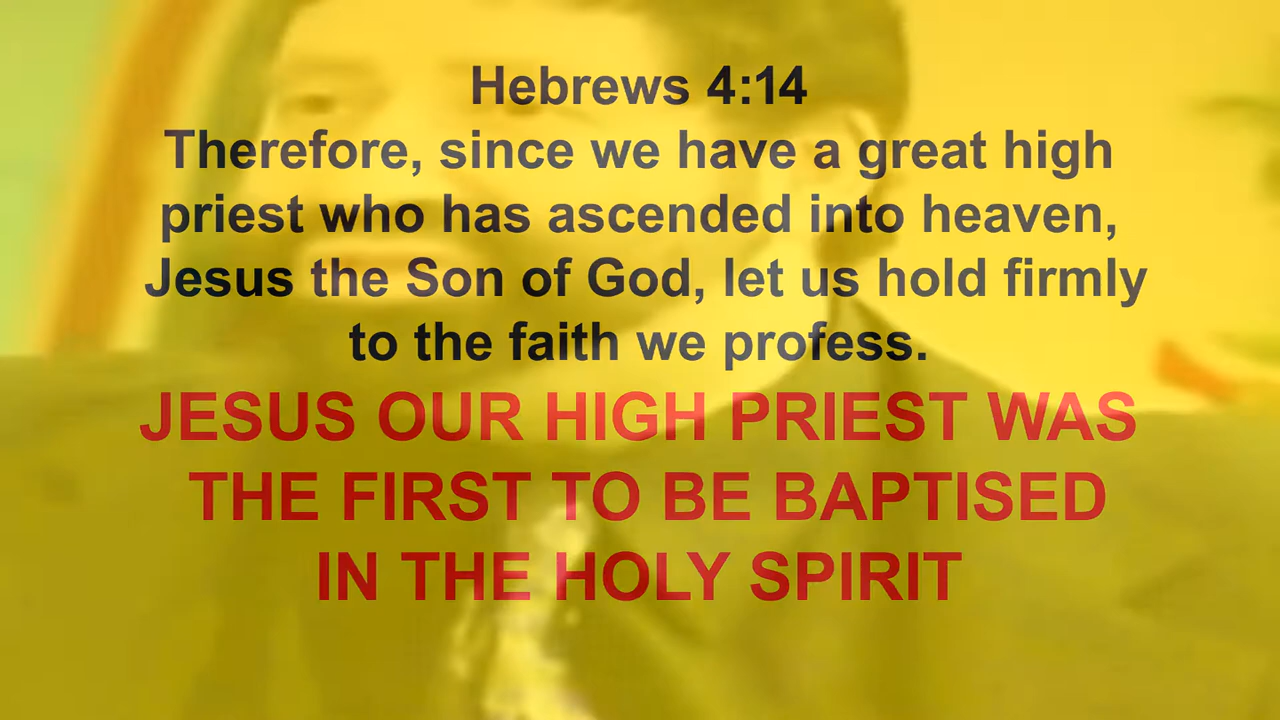 Hebrews 4:14
Therefore, since we have a great high
priest who has ascended into heaven,
Jesus the Son of God, let us hold firmly
to the faith we profess.
JESUS OUR HIGH PRIEST WAS
THE FIRST TO BE BAPTISED
IN THE HOLY SPIRIT